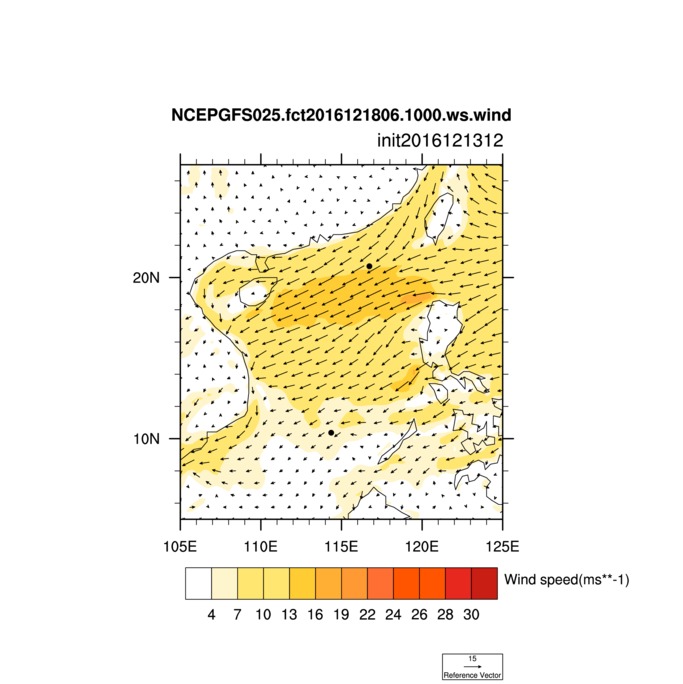 NCEPGFS025.fct2016121806.1000.ws.wind
init2016121312
20N
10N
105E 110E 115E 120E 125E
Wind speed(ms**-1)
4 7 10 13 16 19 22 24 26 28 30
15
Reference Vector